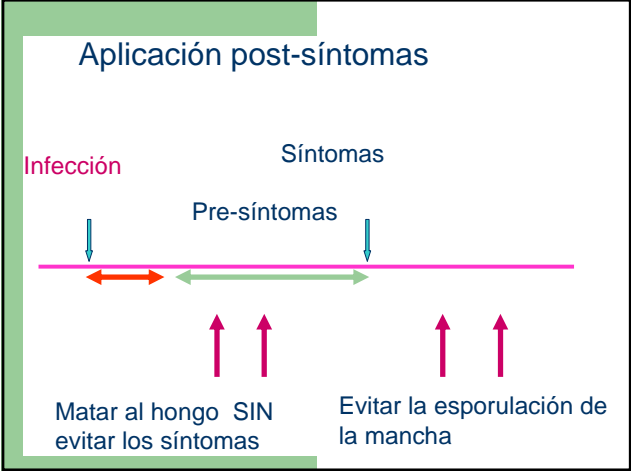 Aplicación post-síntomas
Síntomas
Infección
Pre-síntomas
Matar al hongo SIN
evitar los síntomas
Evitar la esporulación de
la mancha